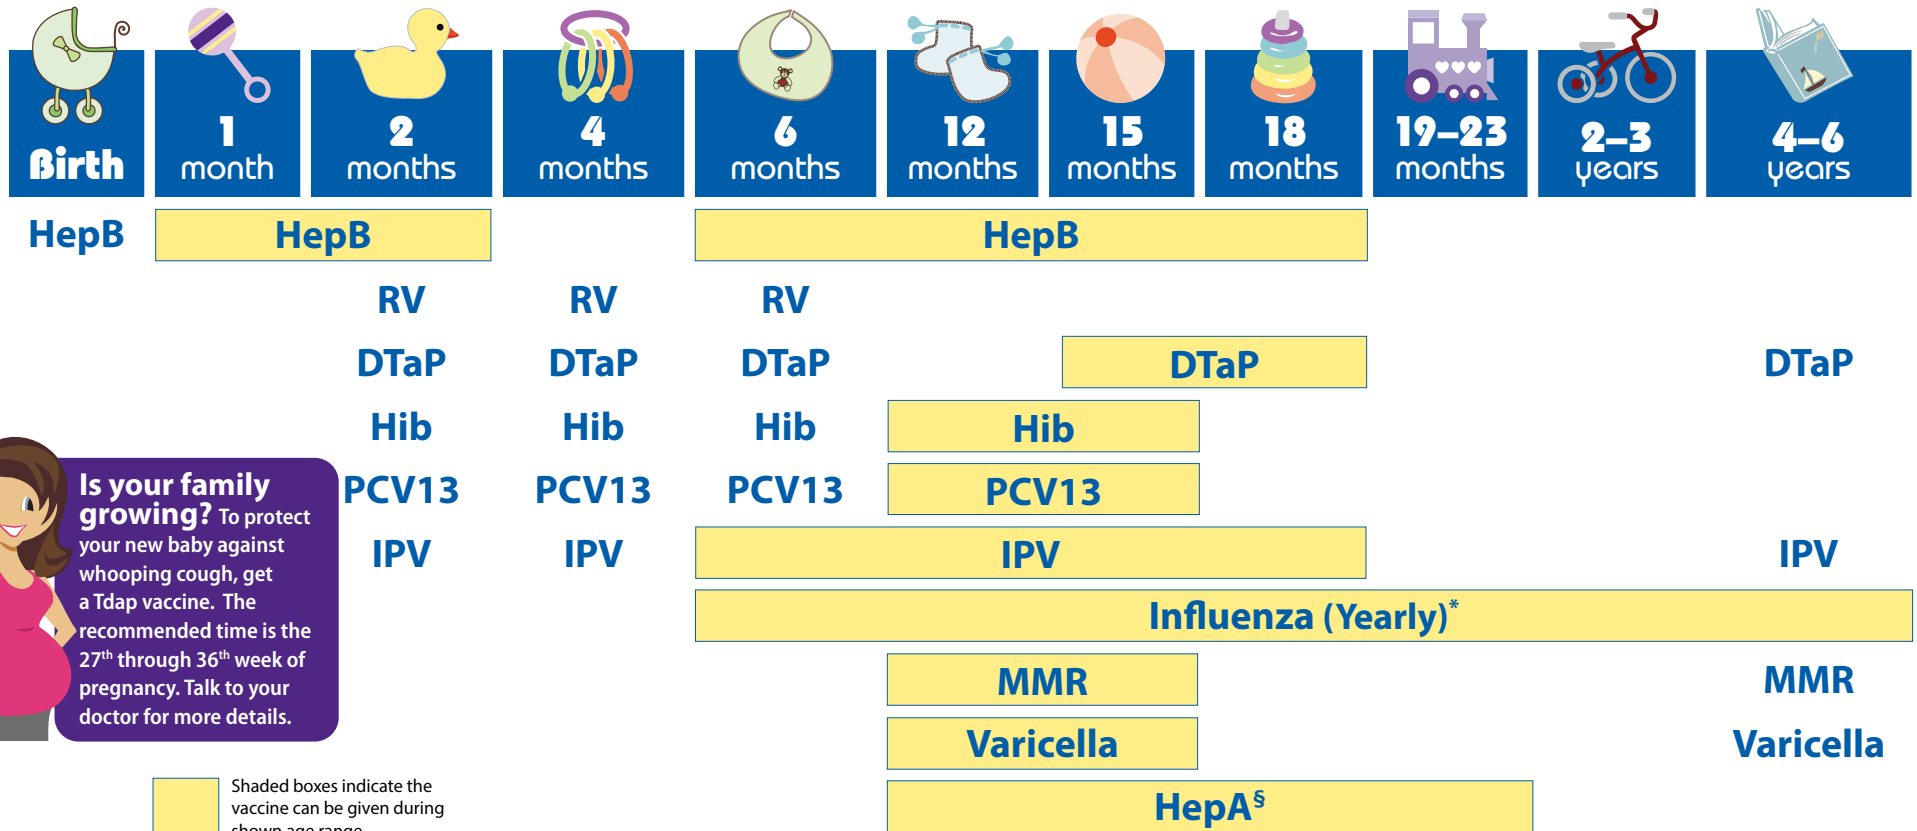 Birth
1
month
2
months
4
months
6
months
12
months
15
months
18
months
19–23
months
2–3
years
4–6
years
HepB HepB HepB
RV RV RV
DTaP DTaP DTaP DTaP DTaP
Hib Hib Hib Hib
PCV13 PCV13 PCV13 PCV13
IPV IPV IPV IPV
Influenza (Yearly)*
MMR MMR
Varicella Varicella
HepA§
Is your family
growing? To protect
your new baby against
whooping cough, get
a Tdap vaccine. The
recommended time is the
27th through 36th week of
pregnancy. Talk to your
doctor for more details.
Shaded boxes indicate the
vaccine can be given during
shown age range.